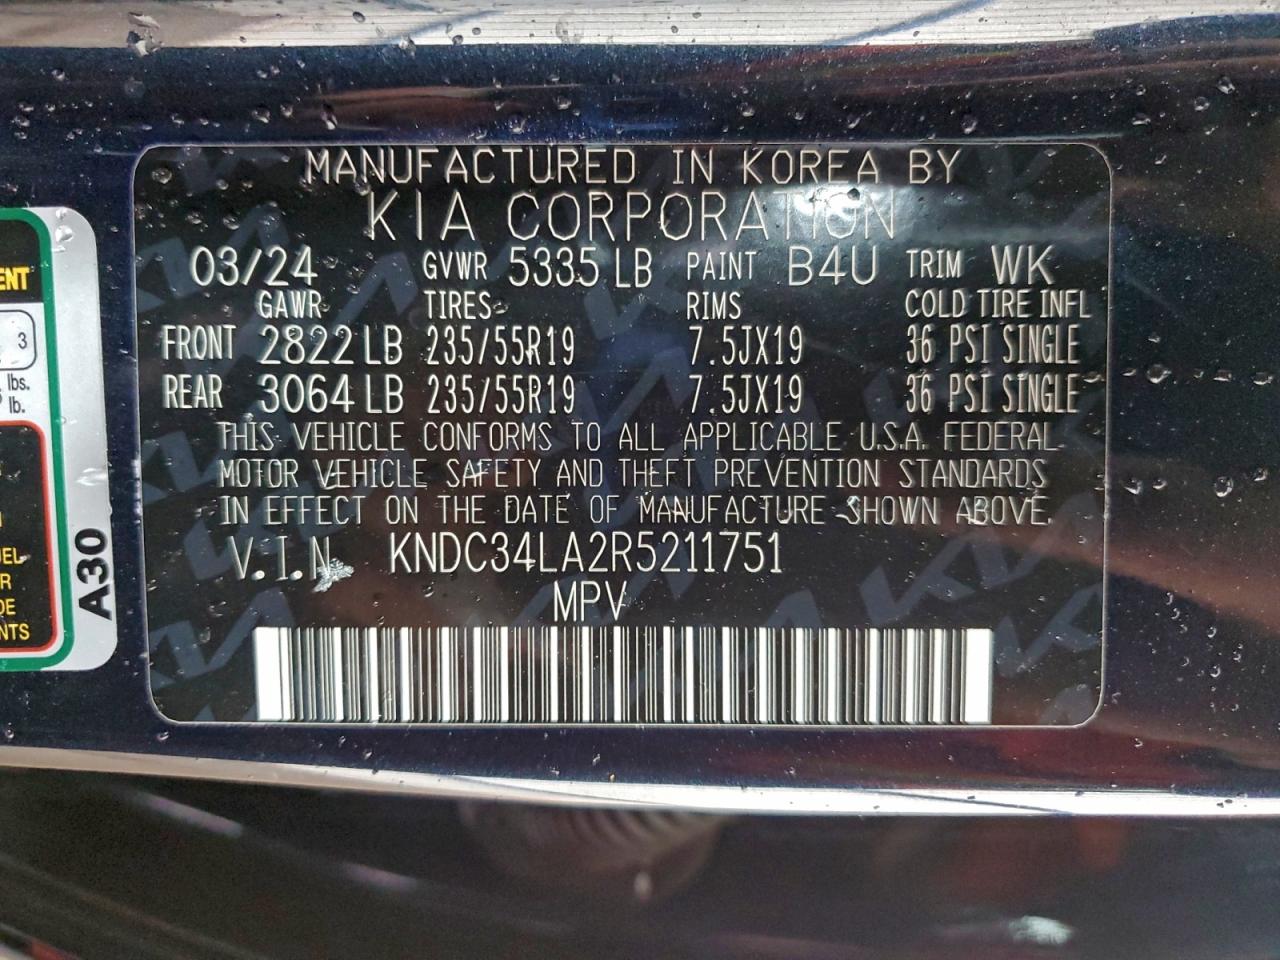 MANUFACTURED IN KOREA BY
KIA CORPORATION
03/24 GVWR 5335 LB PAINT B4U TRIM WK
GAWR TIRES RIMS COLD TIRE INFL
FRONT 2822 LB 235/55R19 7.5JX19 36 PSI SINGLE
REAR 3064 LB 235/55R19 7.5JX19 36 PSI SINGLE
THIS VEHICLE CONFORMS TO ALL APPLICABLE U.S.A. FEDERAL
MOTOR VEHICLE SAFETY AND THEFT PREVENTION STANDARDS
IN EFFECT ON THE DATE OF MANUFACTURE SHOWN ABOVE.
V.I.N KNDC34LA2R5211751
MPV
3
lbs.
lb.
A30